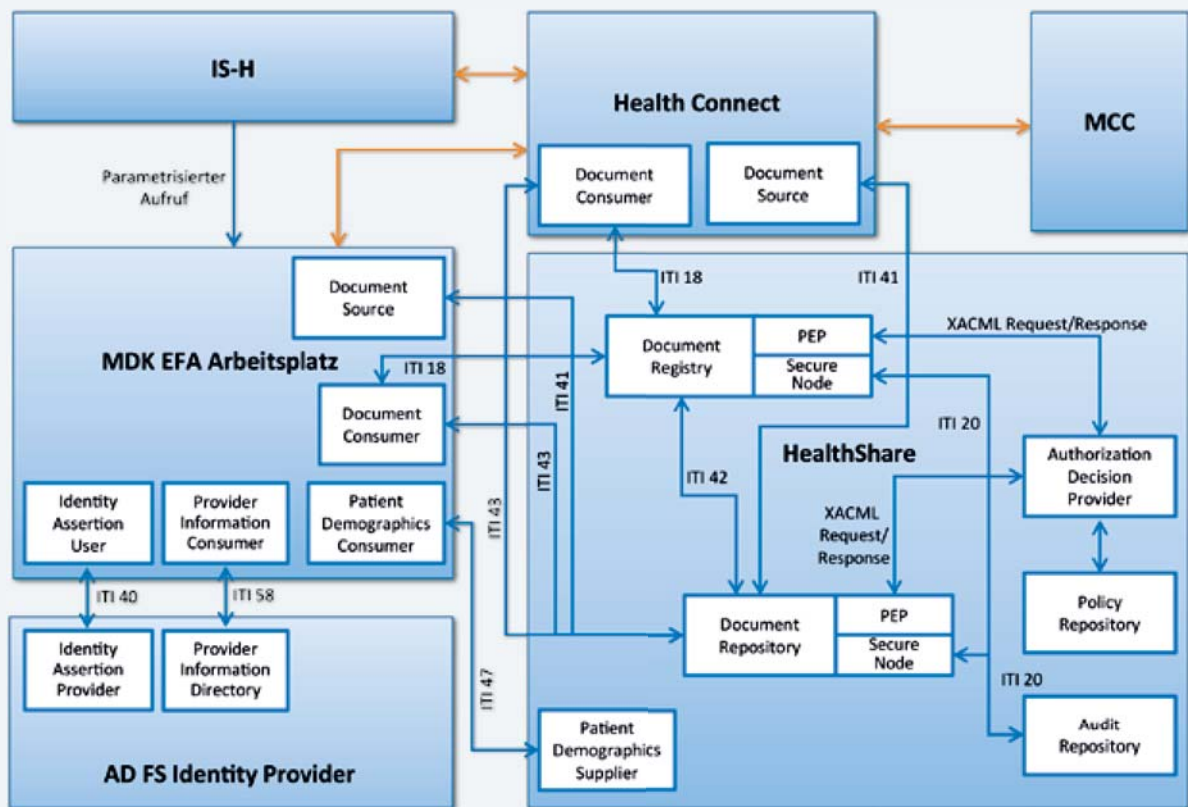 IS-H
Health Connect
MCC
Document
Consumer
Document
Source
Parametrisierter
Aufruf
ITI 18
ITI 41
Document
Source
MDK EFA Arbeitsplatz
ITI 18
Document
Consumer
Identity
Assertion
User
Provider
Information
Consumer
Patient
Demographics
Consumer
ITI 41
ITI 43
ITI 43
Document
Registry
PEP
Secure
Node
XACML Request/Response
ITI 20
HealthShare
ITI 42
XACML
Request/
Response
Authorization
Decision
Provider
Policy
Repository
Document
Repository
PEP
Secure
Node
ITI 20
Audit
Repository
ITI 40
ITI 58
Identity
Assertion
Provider
Provider
Information
Directory
ITI 47
Patient
Demographics
Supplier
AD FS Identity Provider